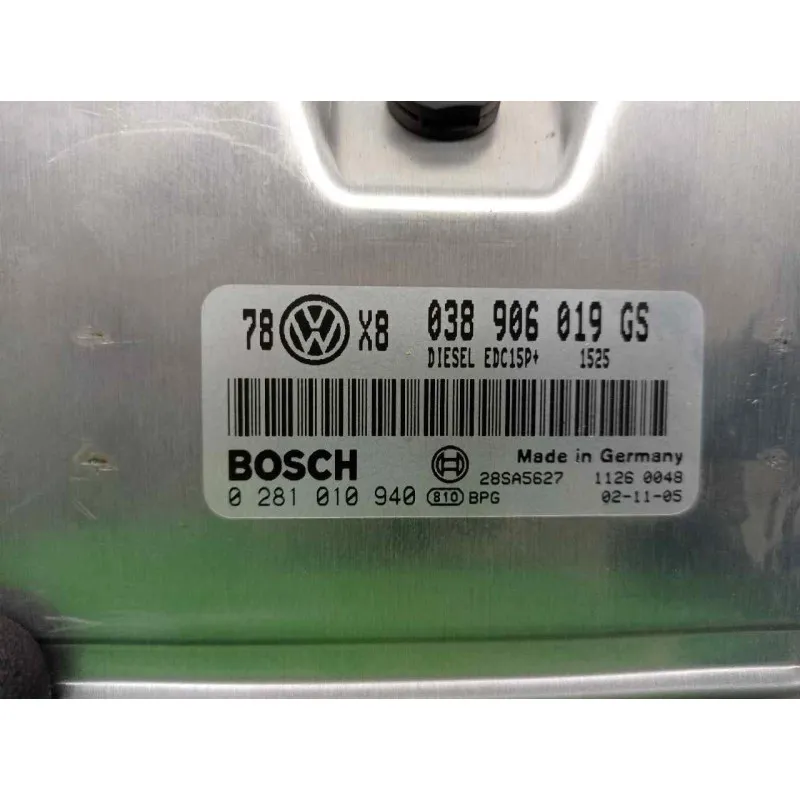 78 VW X8 038 906 019 GS
DIESEL EDC15P+ 1525
BOSCH Made in Germany
28SA5627 1126 0048
0 281 010 940 810 BPG 02-11-05